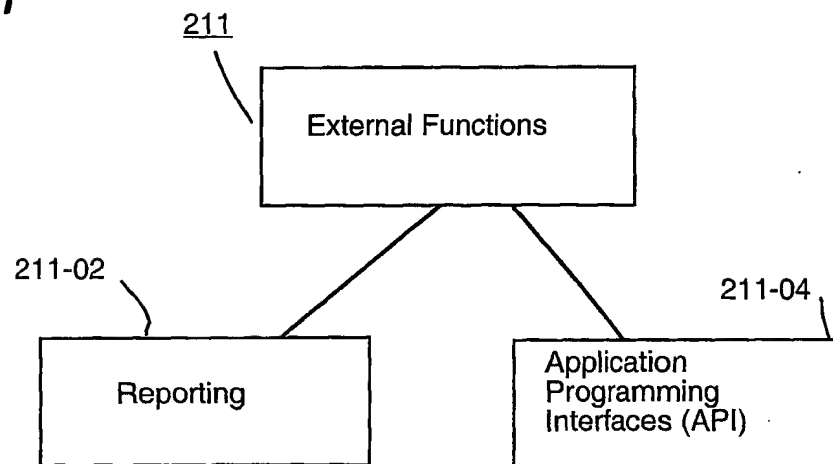 211
External Functions
211-02
211-04
Reporting
Application
Programming
Interfaces (API)